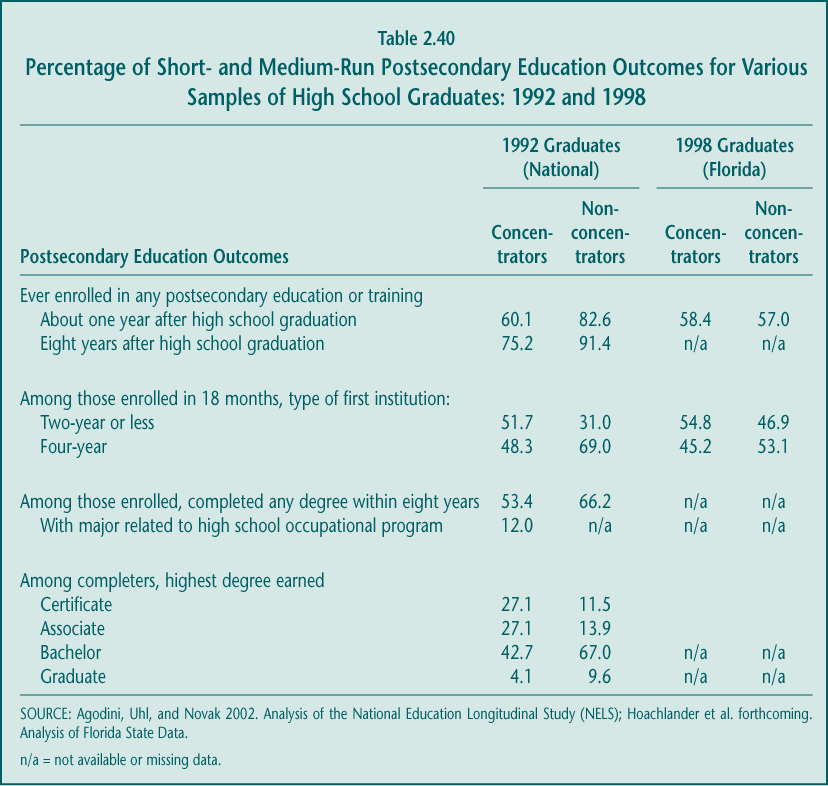 Table 2.40
Percentage of Short- and Medium-Run Postsecondary Education Outcomes for Various
Samples of High School Graduates: 1992 and 1998
1992 Graduates 1998 Graduates
(National) (Florida)
Non- Non-
Concen- concen- Concen- concen-
Postsecondary Education Outcomes trators trators trators trators
Ever enrolled in any postsecondary education or training
About one year after high school graduation 60.1 82.6 58.4 57.0
Eight years after high school graduation 75.2 91.4 n/a n/a
Among those enrolled in 18 months, type of first institution:
Two-year or less 51.7 31.0 54.8 46.9
Four-year 48.3 69.0 45.2 53.1
Among those enrolled, completed any degree within eight years 53.4 66.2 n/a n/a
With major related to high school occupational program 12.0 n/a n/a n/a
Among completers, highest degree earned
Certificate 27.1 11.5
Associate 27.1 13.9
Bachelor 42.7 67.0 n/a n/a
Graduate 4.1 9.6 n/a n/a
SOURCE: Agodini, Uhl, and Novak 2002. Analysis of the National Education Longitudinal Study (NELS); Hoachlander et al. forthcoming.
Analysis of Florida State Data.
n/a = not available or missing data.